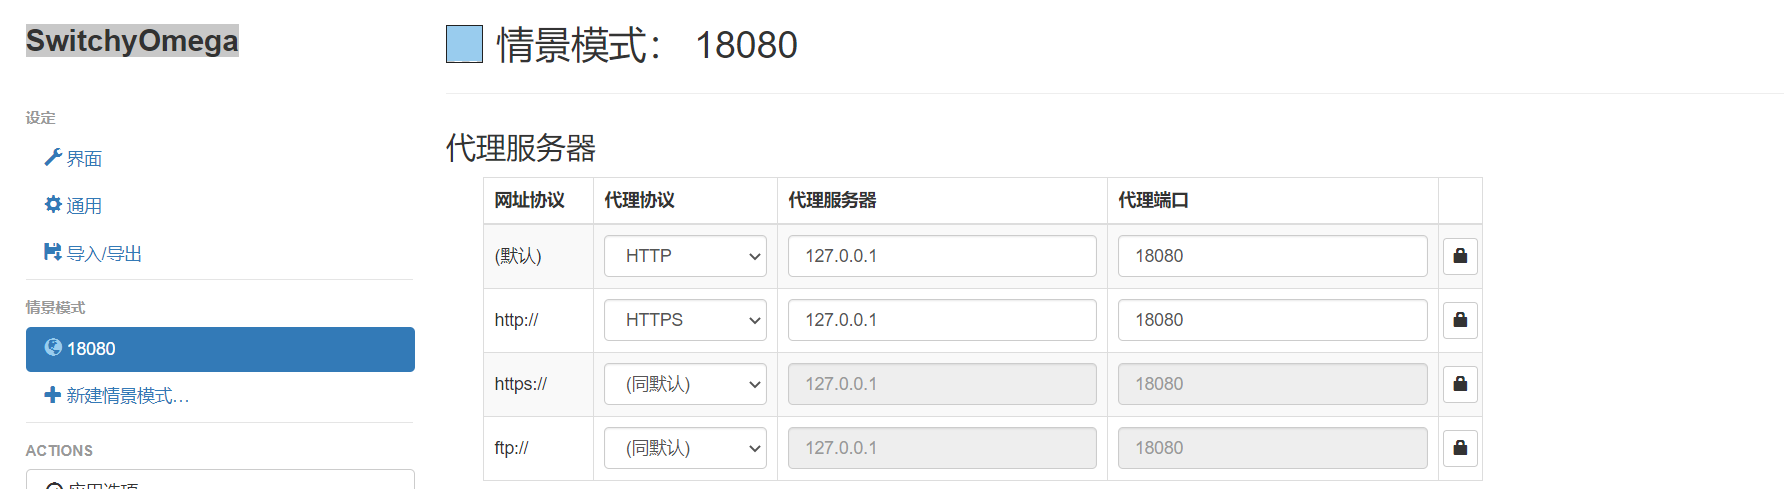 SwitchyOmega
设定
界面
通用
导入/导出
情景模式
18080
新建情景模式...
ACTIONS
应用选项
情景模式： 18080
代理服务器
网址协议 代理协议 代理服务器 代理端口
(默认) HTTP 127.0.0.1 18080
http:// HTTPS 127.0.0.1 18080
https:// (同默认) 127.0.0.1 18080
ftp:// (同默认) 127.0.0.1 18080